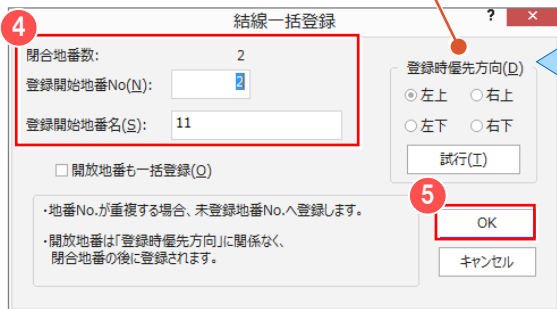 結線一括登録
? ×
4
閉合地番数: 2
登録開始地番No(N): 2
登録開始地番名(S): 11
開放地番も一括登録(O)
・地番No.が重複する場合、未登録地番No.へ登録します。
・開放地番は「登録時優先方向」に関係なく、
閉合地番の後に登録されます。
登録時優先方向(D)
左上 右上
左下 右下
試行(T)
5
OK
キャンセル